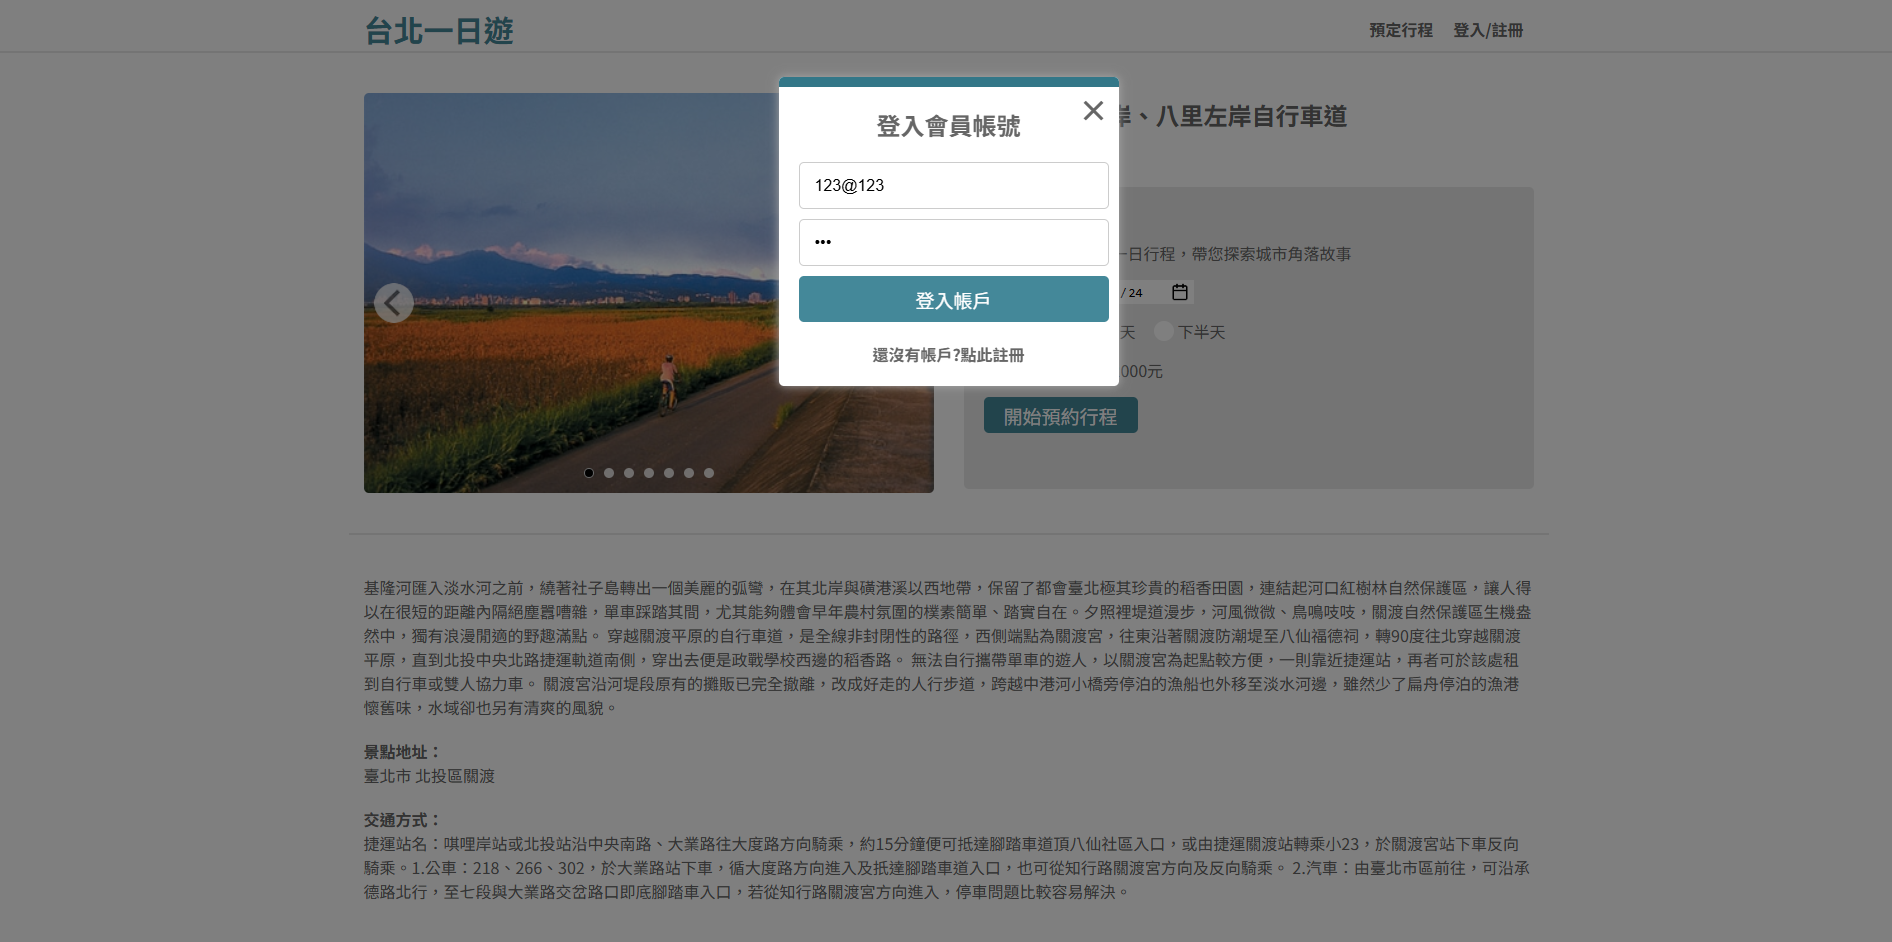 台北一日遊
預定行程 登入/註冊
登入會員帳號
岸、八里左岸自行車道
123@123
•••
一日行程，帶您探索城市角落故事
/ 24
登入帳戶
天 下半天
還沒有帳戶?點此註冊
000元
開始預約行程
基隆河匯入淡水河之前，繞著社子島轉出一個美麗的弧彎，在其北岸與磺港溪以西地帶，保留了都會臺北極其珍貴的稻香田園，連結起河口紅樹林自然保護區，讓人得
以在很短的距離內隔絕塵囂嘈雜，單車踩踏其間，尤其能夠體會早年農村氛圍的樸素簡單、踏實自在。夕照裡堤道漫步，河風微微、鳥鳴吱吱，關渡自然保護區生機盎
然中，獨有浪漫閒適的野趣滿點。 穿越關渡平原的自行車道，是全線非封閉性的路徑，西側端點為關渡宮，往東沿著關渡防潮堤至八仙福德祠，轉90度往北穿越關渡
平原，直到北投中央北路捷運軌道南側，穿出去便是政戰學校西邊的稻香路。 無法自行攜帶單車的遊人，以關渡宮為起點較方便，一則靠近捷運站，再者可於該處租
到自行車或雙人協力車。 關渡宮沿河堤段原有的攤販已完全撤離，改成好走的人行步道，跨越中港河小橋旁停泊的漁船也外移至淡水河邊，雖然少了扁舟停泊的漁港
懷舊味，水域卻也另有清爽的風貌。
景點地址：
臺北市 北投區關渡
交通方式：
捷運站名：唭哩岸站或北投站沿中央南路、大業路往大度路方向騎乘，約15分鐘便可抵達腳踏車道頂八仙社區入口，或由捷運關渡站轉乘小23，於關渡宮站下車反向
騎乘。1.公車：218、266、302，於大業路站下車，循大度路方向進入及抵達腳踏車道入口，也可從知行路關渡宮方向及反向騎乘。 2.汽車：由臺北市區前往，可沿承
德路北行，至七段與大業路交岔路口即底腳踏車入口，若從知行路關渡宮方向進入，停車問題比較容易解決。